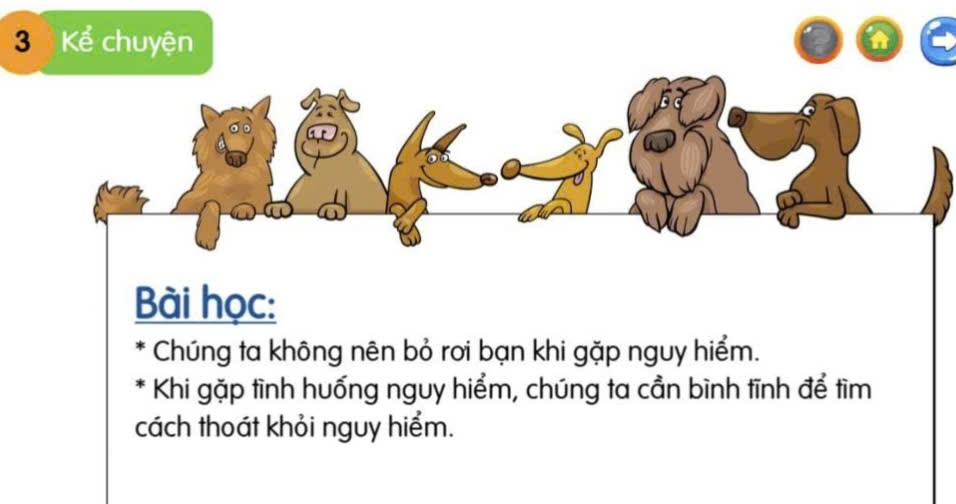 3 Kể chuyện
Bài học:
* Chúng ta không nên bỏ rơi bạn khi gặp nguy hiểm.
* Khi gặp tình huống nguy hiểm, chúng ta cần bình tĩnh để tìm
cách thoát khỏi nguy hiểm.